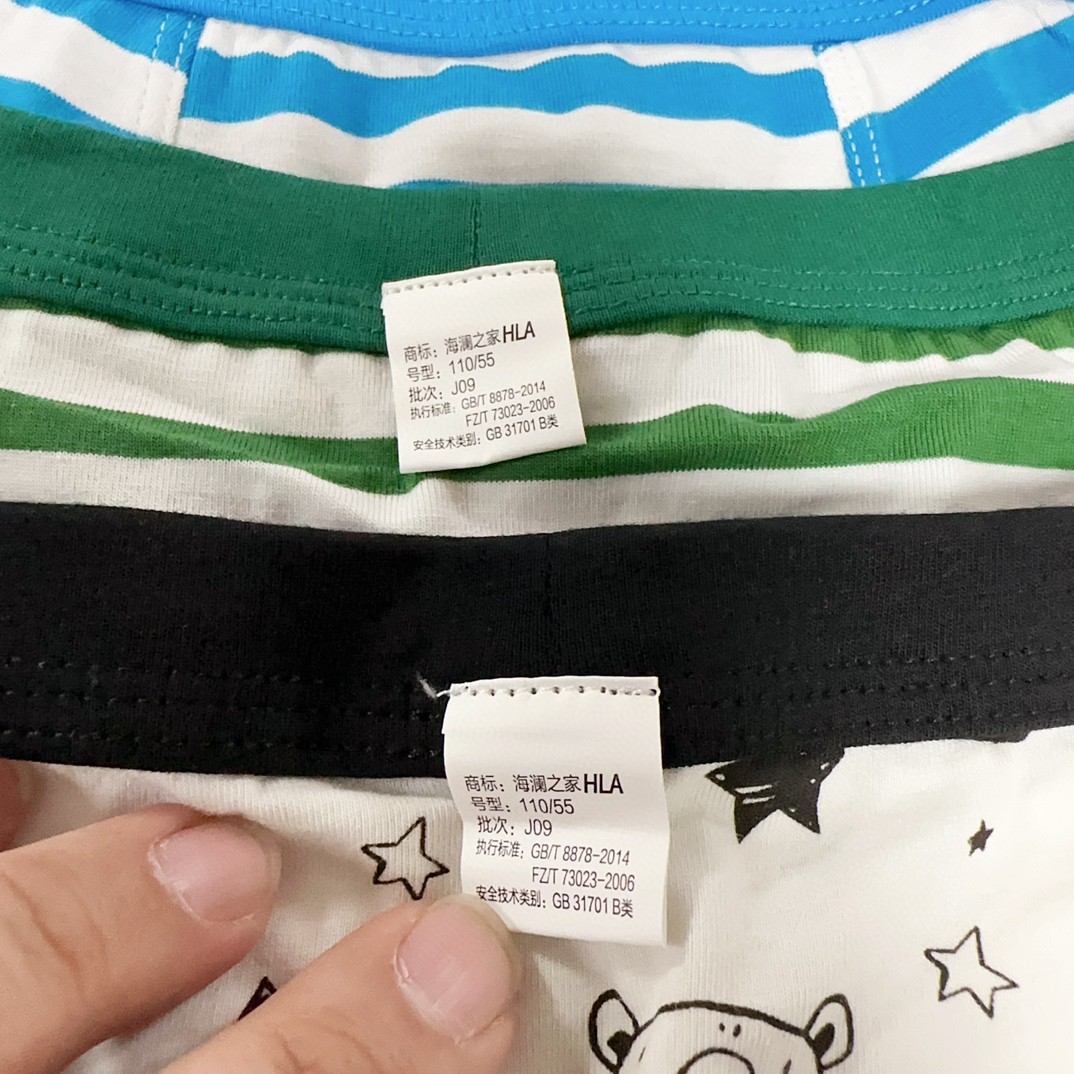 商标：海澜之家HLA
号型：110/55
批次：J09
执行标准：GB/T 8878-2014
FZ/T 73023-2006
安全技术类别：GB 31701 B类
商标：海澜之家HLA
号型：110/55
批次：J09
执行标准：GB/T 8878-2014
FZ/T 73023-2006
安全技术类别：GB 31701 B类